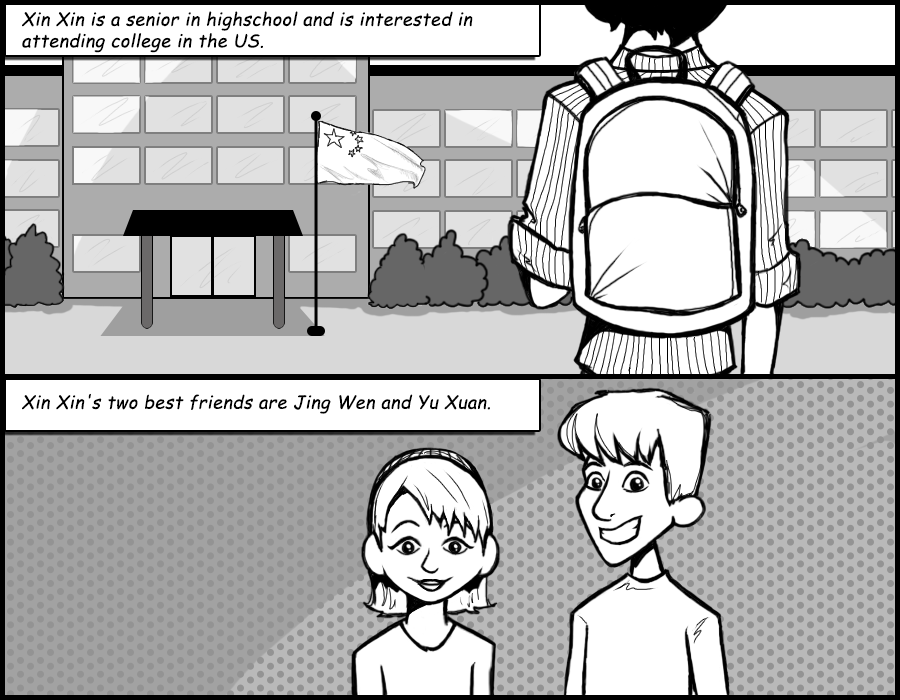 Xin Xin is a senior in highschool and is interested in
attending college in the US.
Xin Xin's two best friends are Jing Wen and Yu Xuan.